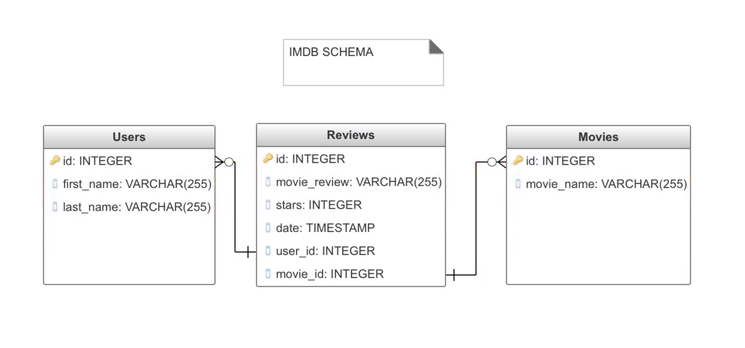 IMDB SCHEMA
Users
id: INTEGER
first_name: VARCHAR(255)
last_name: VARCHAR(255)
Reviews
id: INTEGER
movie_review: VARCHAR(255)
stars: INTEGER
date: TIMESTAMP
user_id: INTEGER
movie_id: INTEGER
Movies
id: INTEGER
movie_name: VARCHAR(255)